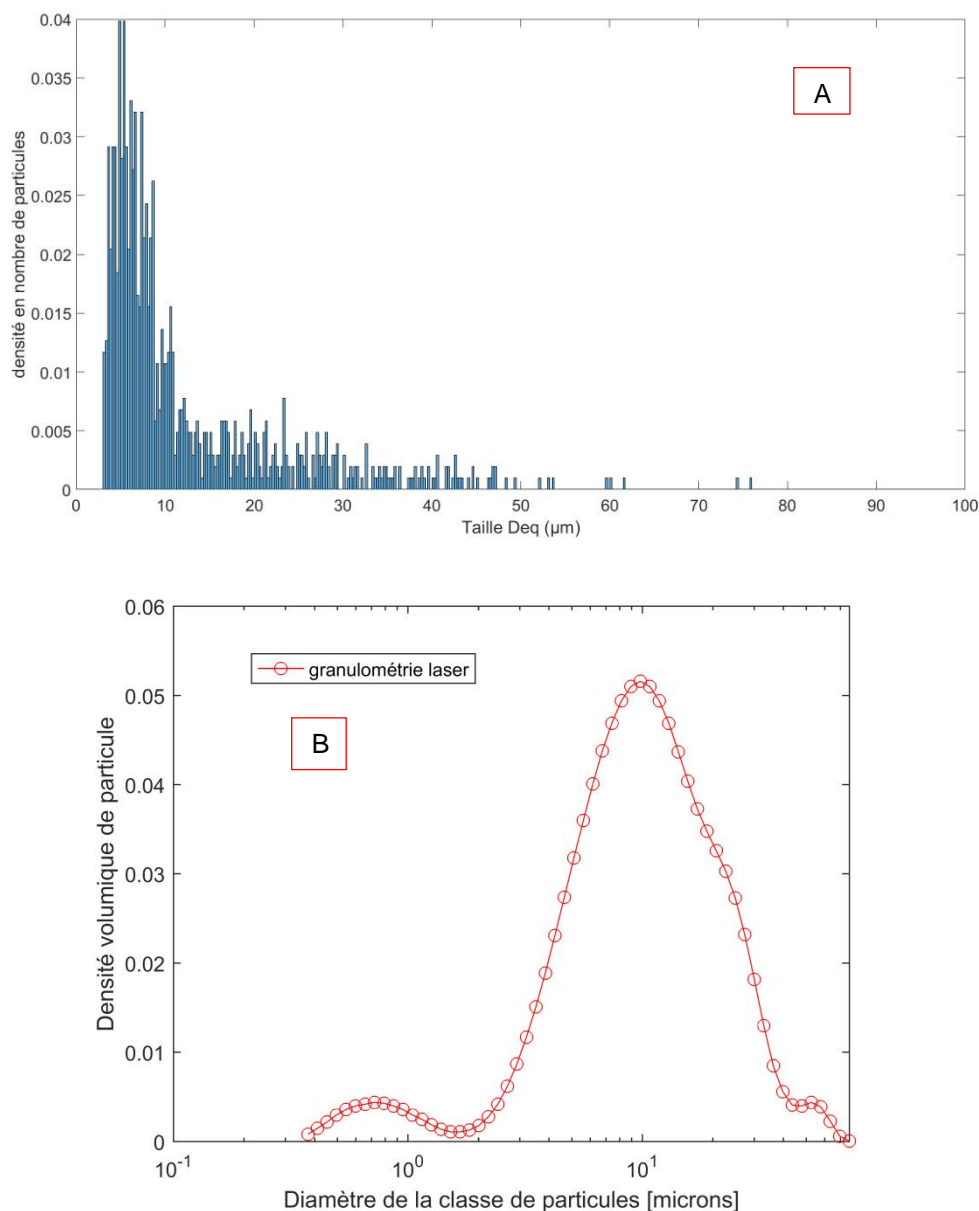 0.04
0.035
0.03
0.025
0.02
0.015
0.01
0.005
0
densité en nombre de particules
A
0 10 20 30 40 50 60 70 80 90 100
Taille Deq (µm)
0.06
0.05
0.04
0.03
0.02
0.01
0
Densité volumique de particule
granulométrie laser
B
10-1 100 101
Diamètre de la classe de particules [microns]